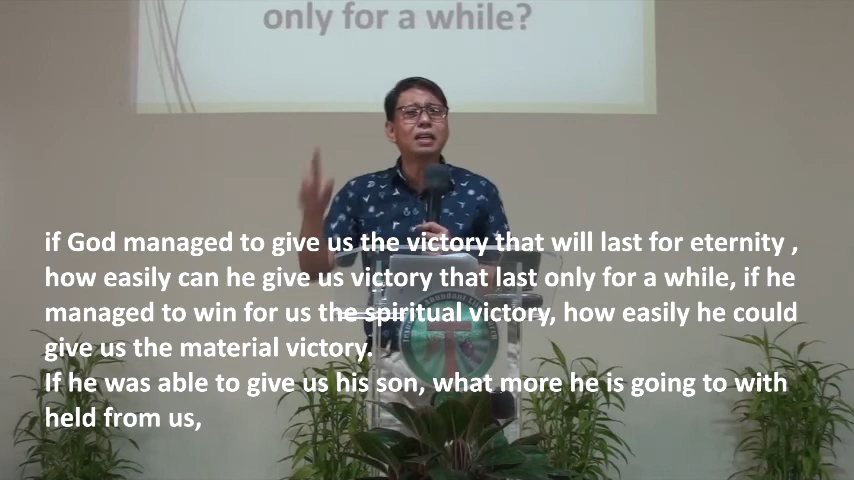 only for a while?
if God managed to give us the victory that will last for eternity ,
how easily can he give us victory that last only for a while, if he
managed to win for us the spiritual victory, how easily he could
give us the material victory.
If he was able to give us his son, what more he is going to with
held from us,
Abundant Life Church